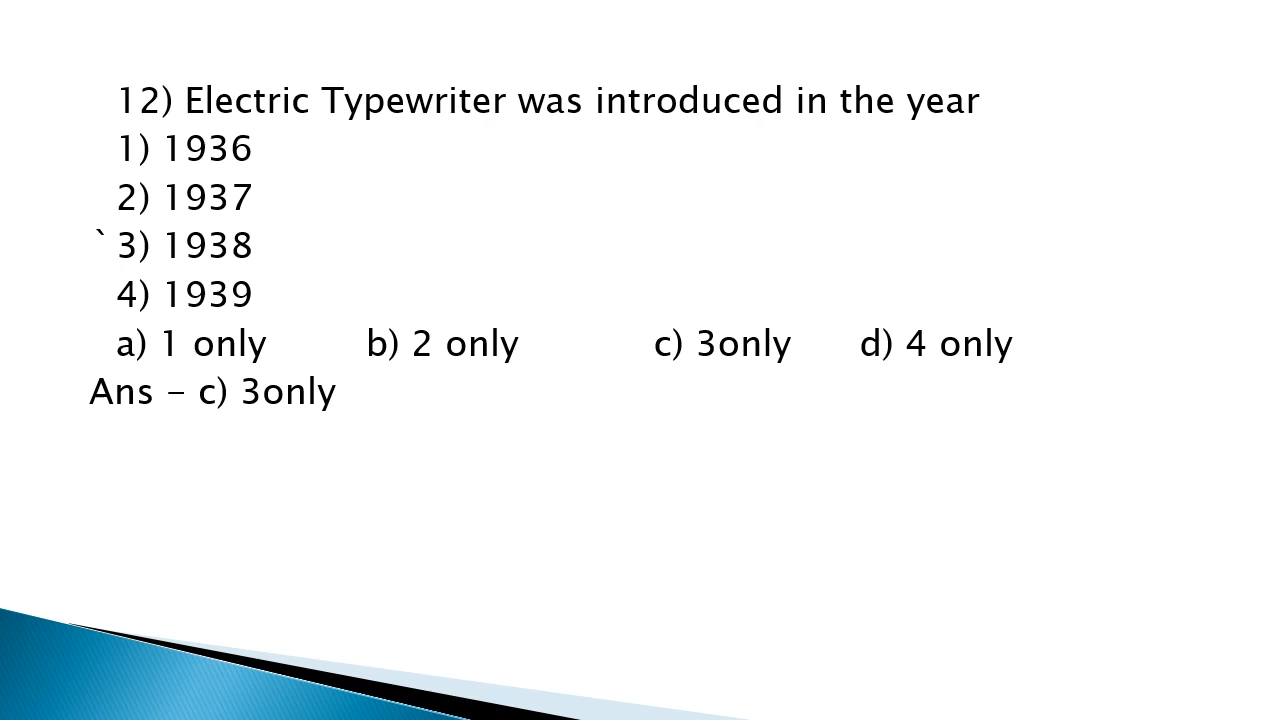 12) Electric Typewriter was introduced in the year
1) 1936
2) 1937
` 3) 1938
4) 1939
a) 1 only b) 2 only c) 3only d) 4 only
Ans - c) 3only